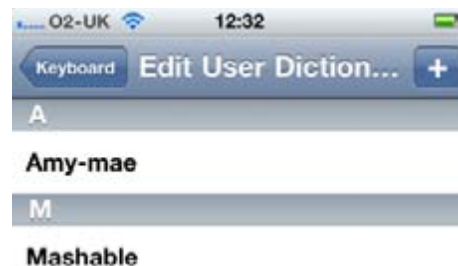 O2-UK 12:32
Keyboard Edit User Diction... +
A
Amy-mae
M
Mashable